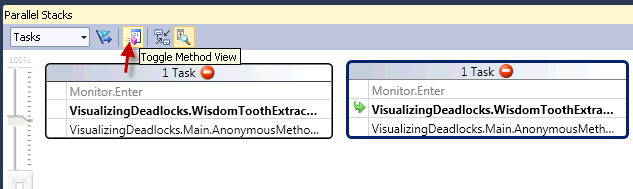 Parallel Stacks
Tasks
Toggle Method View
100%
1 Task
Monitor.Enter
VisualizingDeadlocks.WisdomToothExtrac...
VisualizingDeadlocks.Main.AnonymousMetho...
1 Task
Monitor.Enter
VisualizingDeadlocks.WisdomToothExtra...
VisualizingDeadlocks.Main.AnonymousMeth...